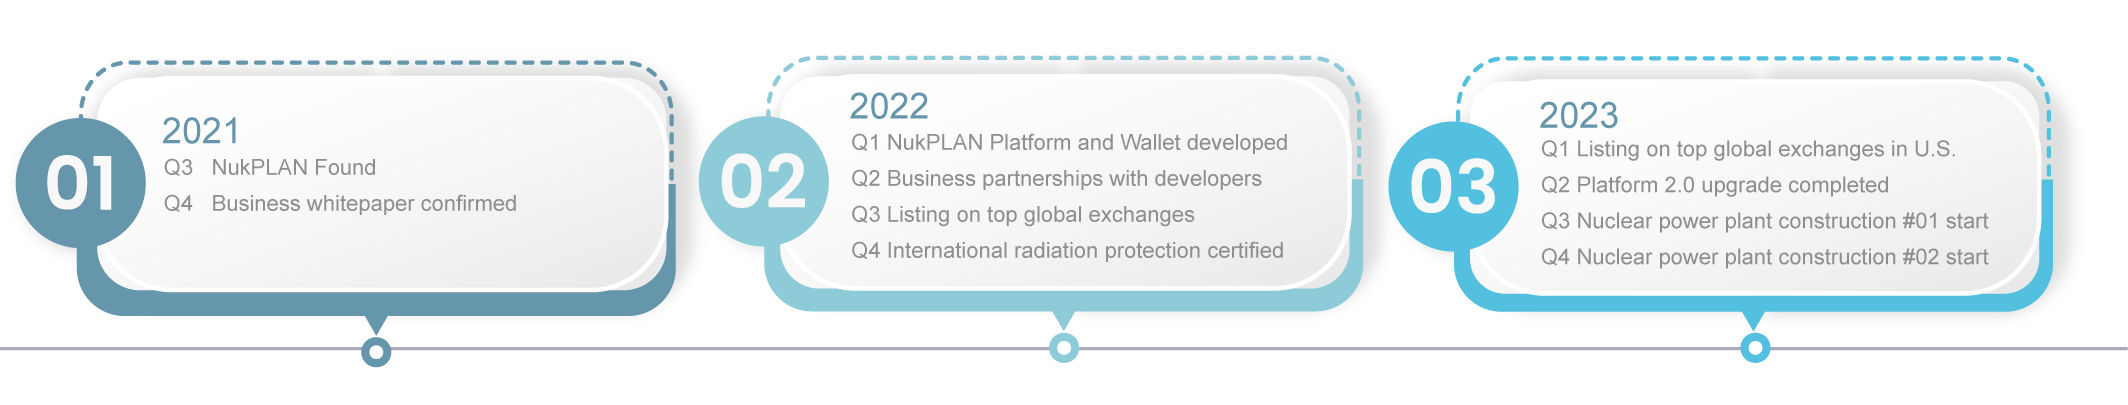 01
2021
Q3 NukPLAN Found
Q4 Business whitepaper confirmed
02
2022
Q1 NukPLAN Platform and Wallet developed
Q2 Business partnerships with developers
Q3 Listing on top global exchanges
Q4 International radiation protection certified
03
2023
Q1 Listing on top global exchanges in U.S.
Q2 Platform 2.0 upgrade completed
Q3 Nuclear power plant construction #01 start
Q4 Nuclear power plant construction #02 start